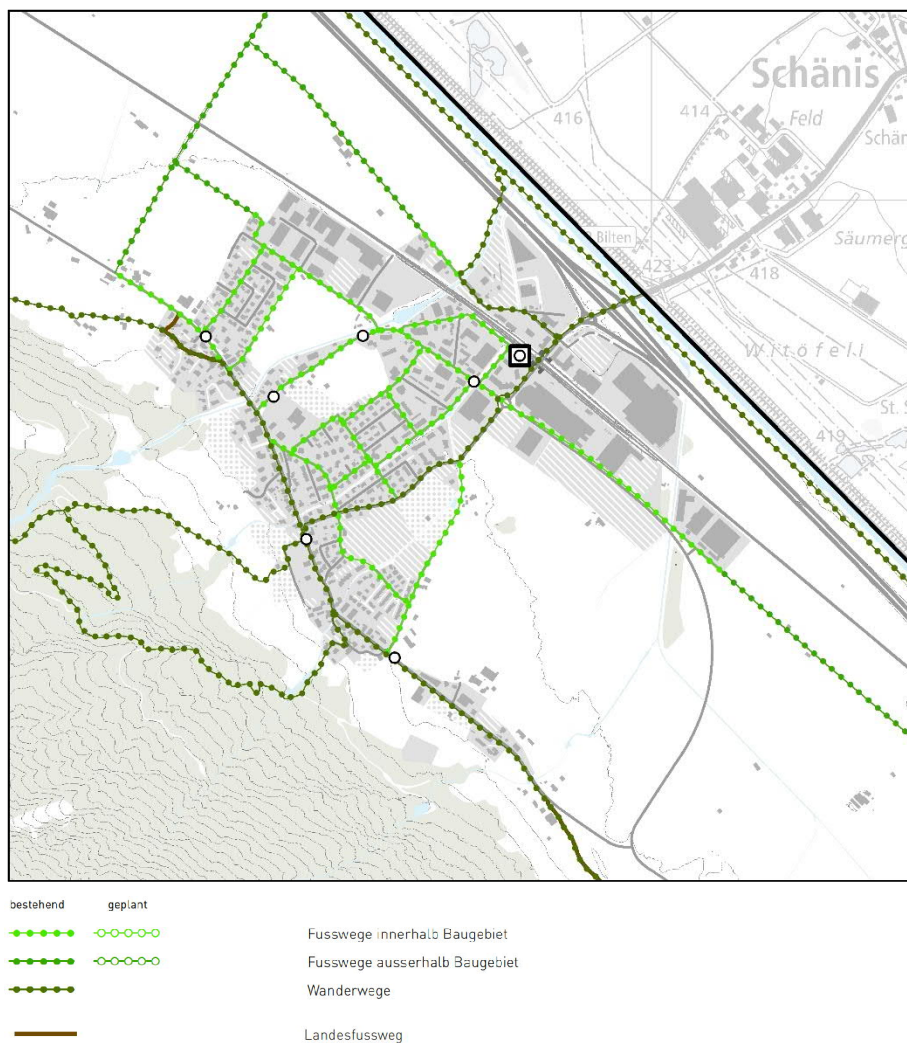 Schänis
Feld
416
414
Schän
Säumerg
Bilten
423
418
Witöfeld
St. S
419
bestehend geplant
Fusswege innerhalb Baugebiet
Fusswege ausserhalb Baugebiet
Wanderwege
Landesfussweg